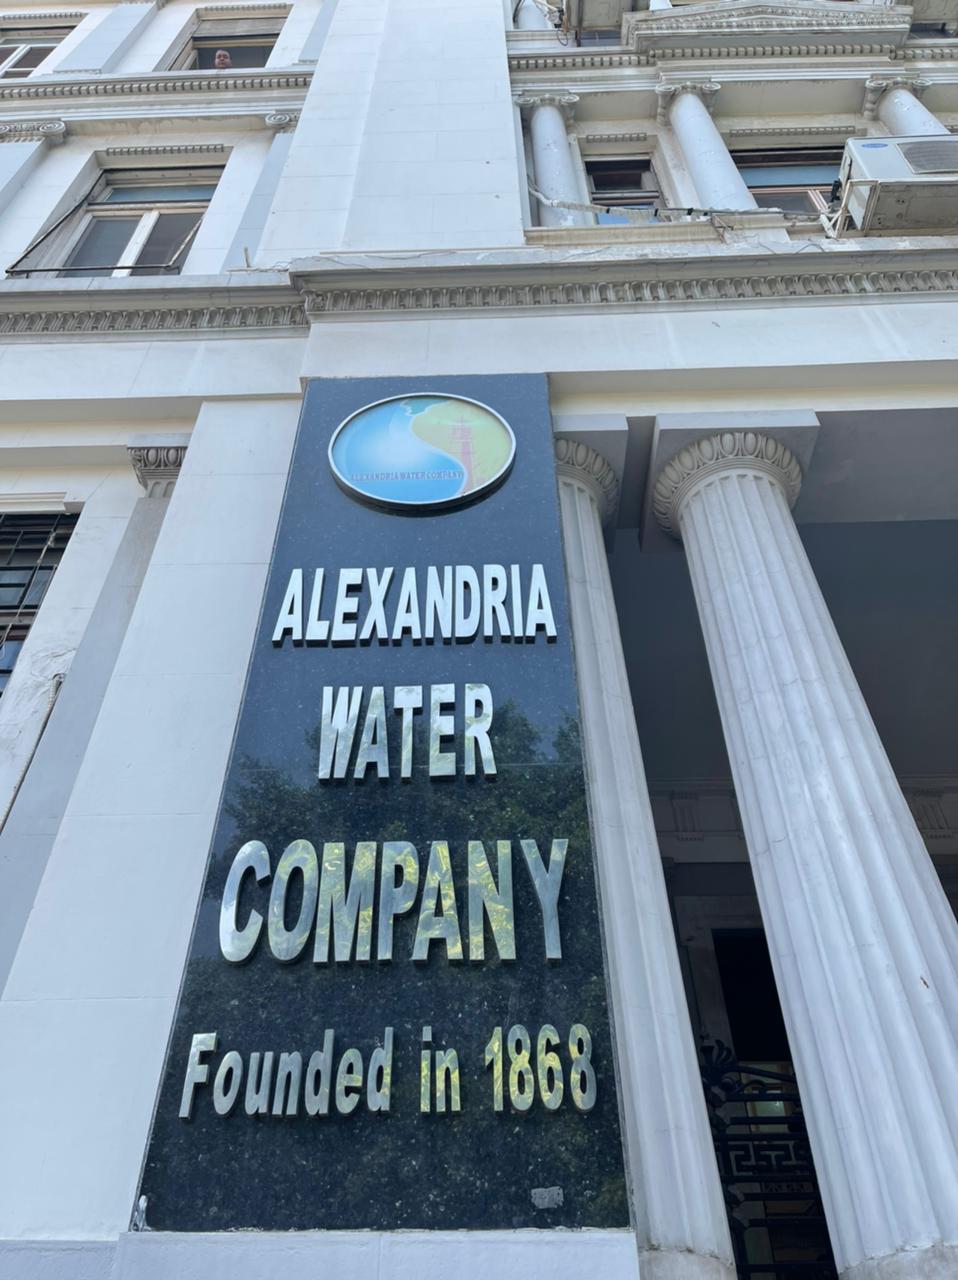 ALEXANDRIA WATER COMPANY
ALEXANDRIA
WATER
COMPANY
Founded in 1868